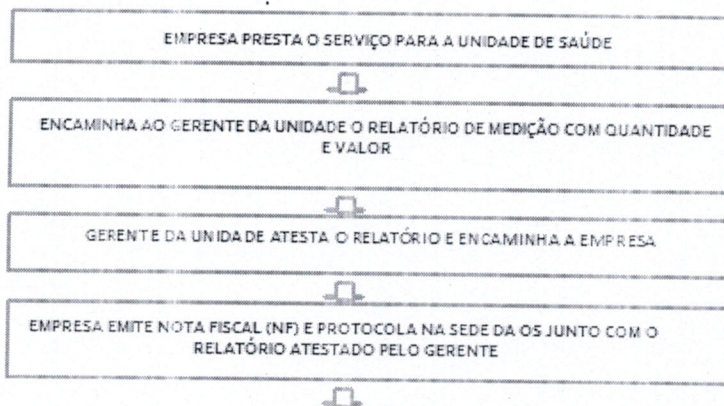 EMPRESA PRESTA O SERVIÇO PARA A UNIDADE DE SAÚDE
ENCAMINHA AO GERENTE DA UNIDADE O RELATÓRIO DE MEDIÇÃO COM QUANTIDADE
E VALOR
GERENTE DA UNIDADE ATESTA O RELATÓRIO E ENCAMINHA A EMPRESA
EMPRESA EMITE NOTA FISCAL (NF) E PROTOCOLA NA SEDE DA OS JUNTO COM O
RELATÓRIO ATESTADO PELO GERENTE